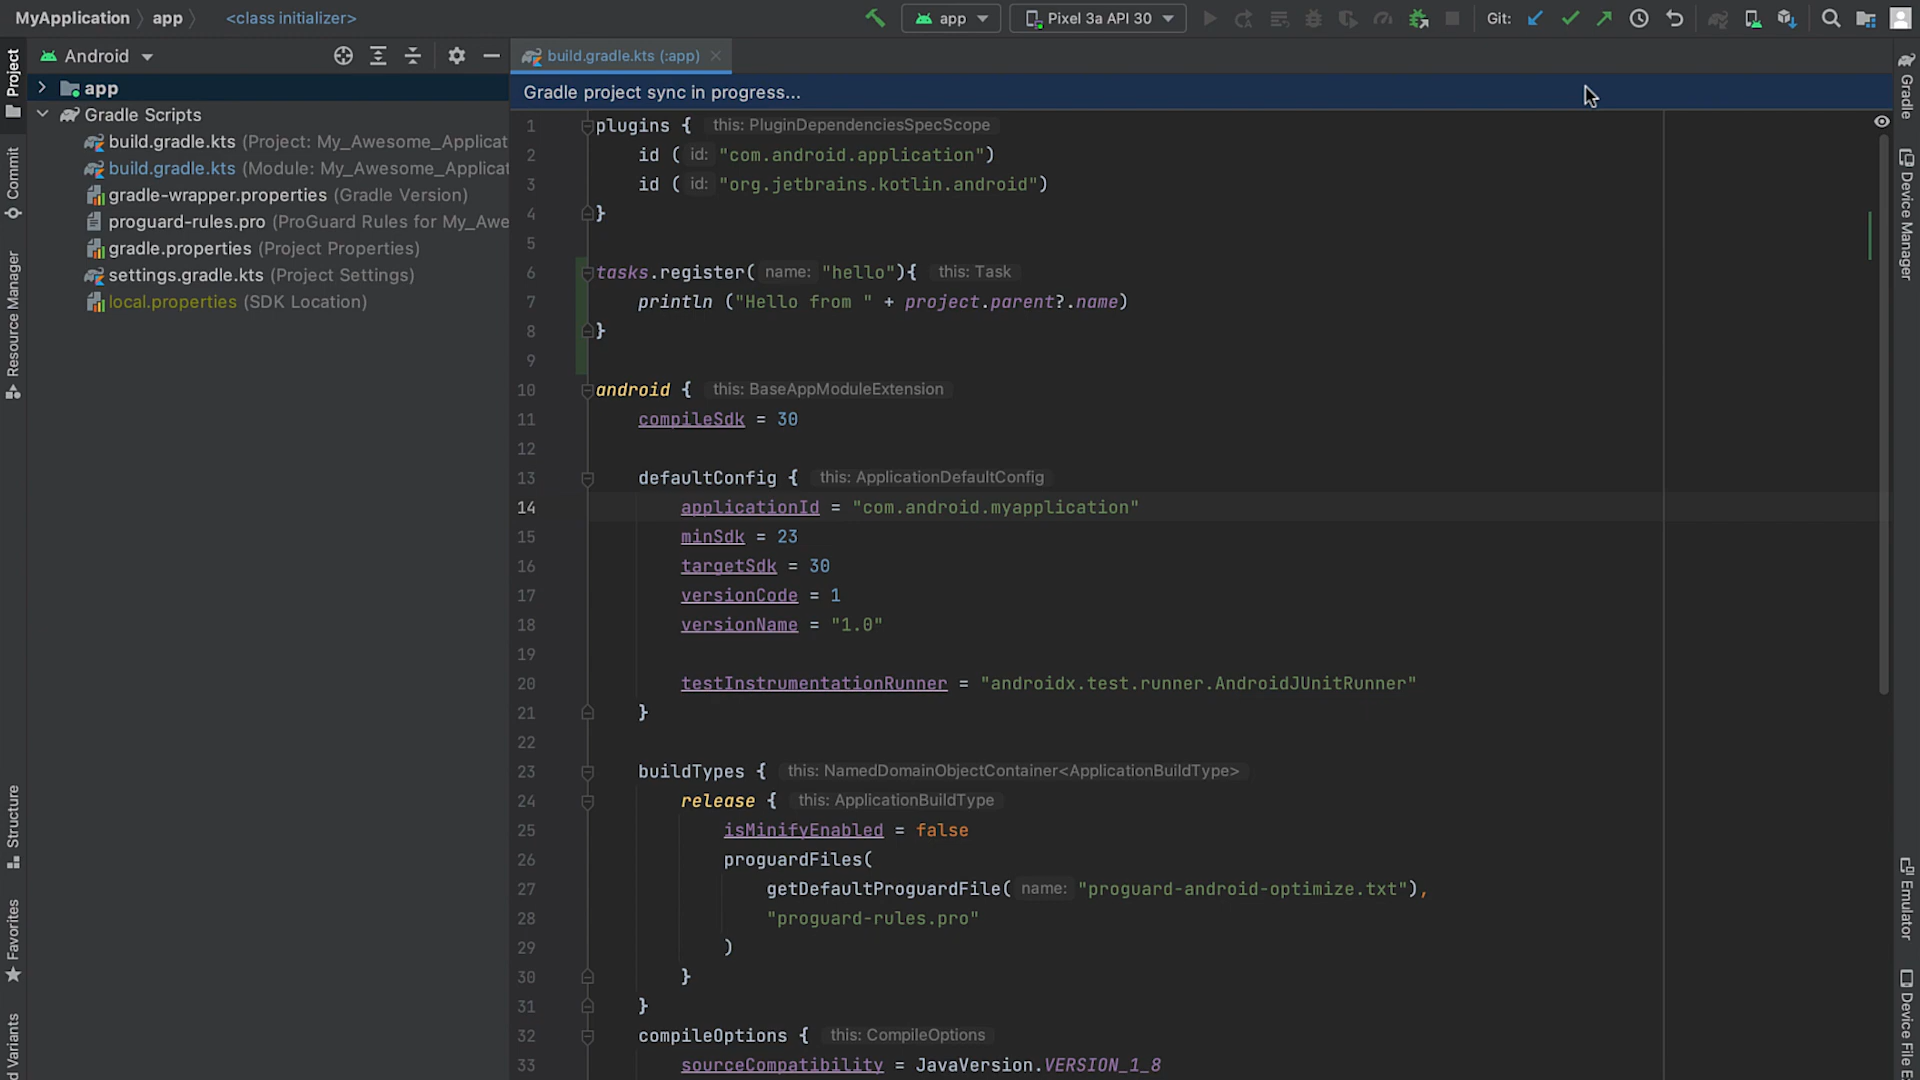 MyApplication app <class initializer> app Pixel 3a API 30 Git:
Project
Android
build.gradle.kts (:app)
app
Gradle project sync in progress...
Gradle Scripts
build.gradle.kts (Project: My_Awesome_Applicat
build.gradle.kts (Module: My_Awesome_Applicat
gradle-wrapper.properties (Gradle Version)
proguard-rules.pro (ProGuard Rules for My_Awe
gradle.properties (Project Properties)
settings.gradle.kts (Project Settings)
local.properties (SDK Location)
Commit
Resource Manager
Structure
Favorites
d Variants
1 plugins { this: PluginDependenciesSpecScope
2 id ( id: "com.android.application")
3 id ( id: "org.jetbrains.kotlin.android")
4 }
5
6 tasks.register( name: "hello"){ this: Task
7 println ("Hello from " + project.parent?.name)
8 }
9
10 android { this: BaseAppModuleExtension
11 compileSdk = 30
12
13 defaultConfig { this: ApplicationDefaultConfig
14 applicationId = "com.android.myapplication"
15 minSdk = 23
16 targetSdk = 30
17 versionCode = 1
18 versionName = "1.0"
19
20 testInstrumentationRunner = "androidx.test.runner.AndroidJUnitRunner"
21 }
22
23 buildTypes { this: NamedDomainObjectContainer<ApplicationBuildType>
24 release { this: ApplicationBuildType
25 isMinifyEnabled = false
26 proguardFiles(
27 getDefaultProguardFile( name: "proguard-android-optimize.txt"),
28 "proguard-rules.pro"
29 )
30 }
31 }
32 compileOptions { this: CompileOptions
33 sourceCompatibility = JavaVersion.VERSION_1_8
Gradle
Device Manager
Emulator
Device File E